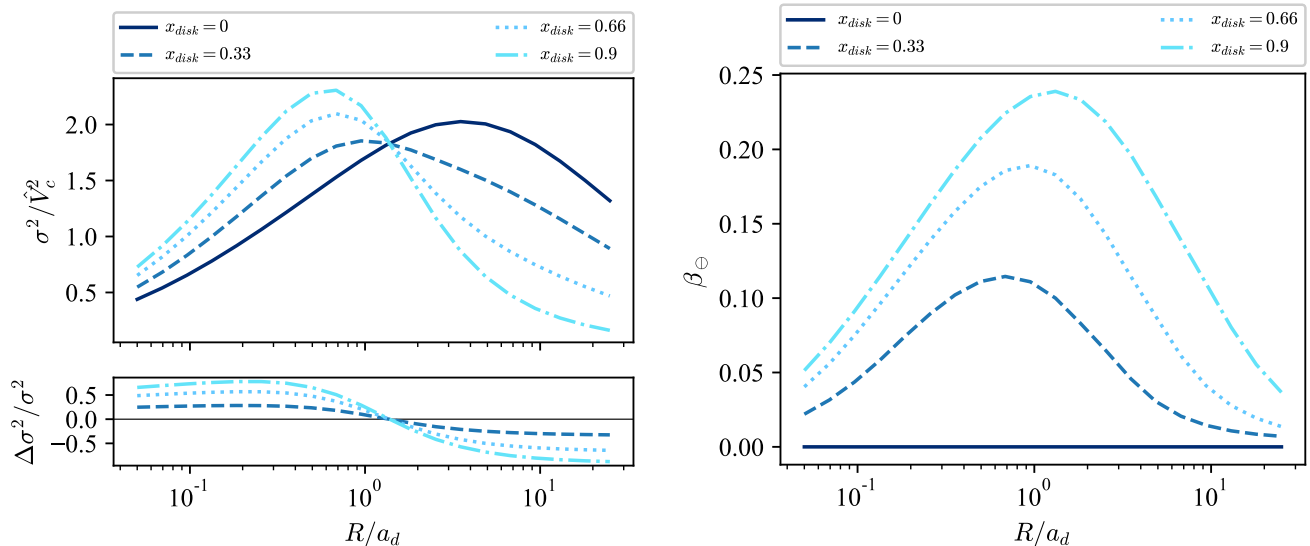 x_disk = 0
x_disk = 0.33
x_disk = 0.66
x_disk = 0.9
2.0
1.5
1.0
0.5
σ²/V̂_c²
0.5
0.0
−0.5
Δσ²/σ²
10⁻¹
10⁰
10¹
R/a_d
x_disk = 0
x_disk = 0.33
x_disk = 0.66
x_disk = 0.9
0.25
0.20
0.15
0.10
0.05
0.00
β_⊖
10⁻¹
10⁰
10¹
R/a_d